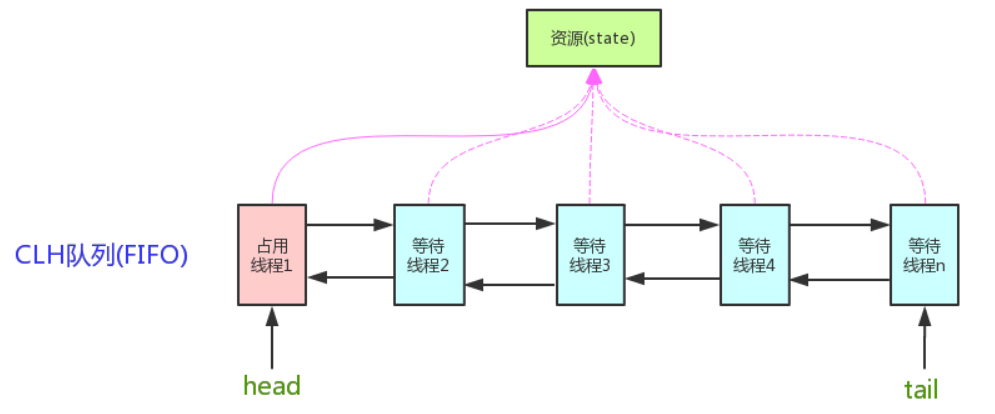 资源(state)
CLH队列(FIFO)
占用
线程1
等待
线程2
等待
线程3
等待
线程4
等待
线程n
head
tail